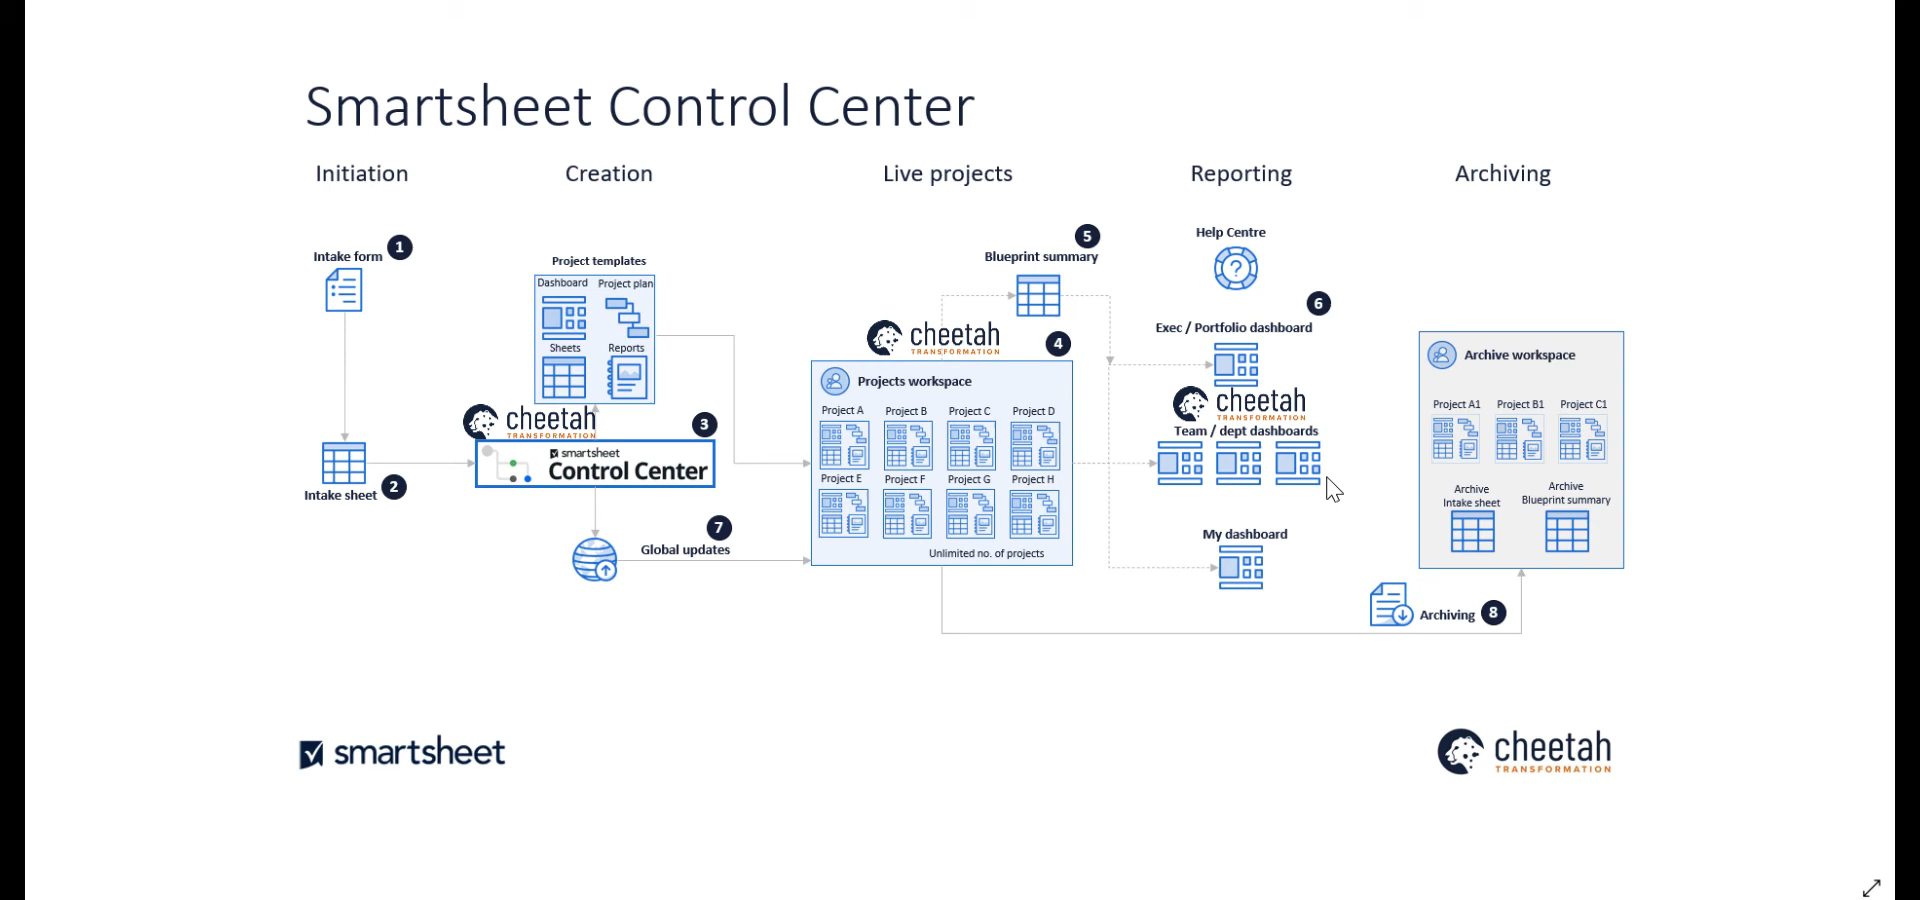 Smartsheet Control Center
Initiation
Creation
Live projects
Reporting
Archiving
1
Intake form
2
Intake sheet
Project templates
Dashboard
Project plan
Sheets
Reports
cheetah
TRANSFORMATION
3
smartsheet
Control Center
7
Global updates
5
Blueprint summary
cheetah
TRANSFORMATION
4
Projects workspace
Project A
Project B
Project C
Project D
Project E
Project F
Project G
Project H
Unlimited no. of projects
Help Centre
?
6
Exec / Portfolio dashboard
cheetah
TRANSFORMATION
Team / dept dashboards
My dashboard
Archive workspace
Project A1
Project B1
Project C1
Archive
Intake sheet
Archive
Blueprint summary
Archiving
8
smartsheet
cheetah
TRANSFORMATION